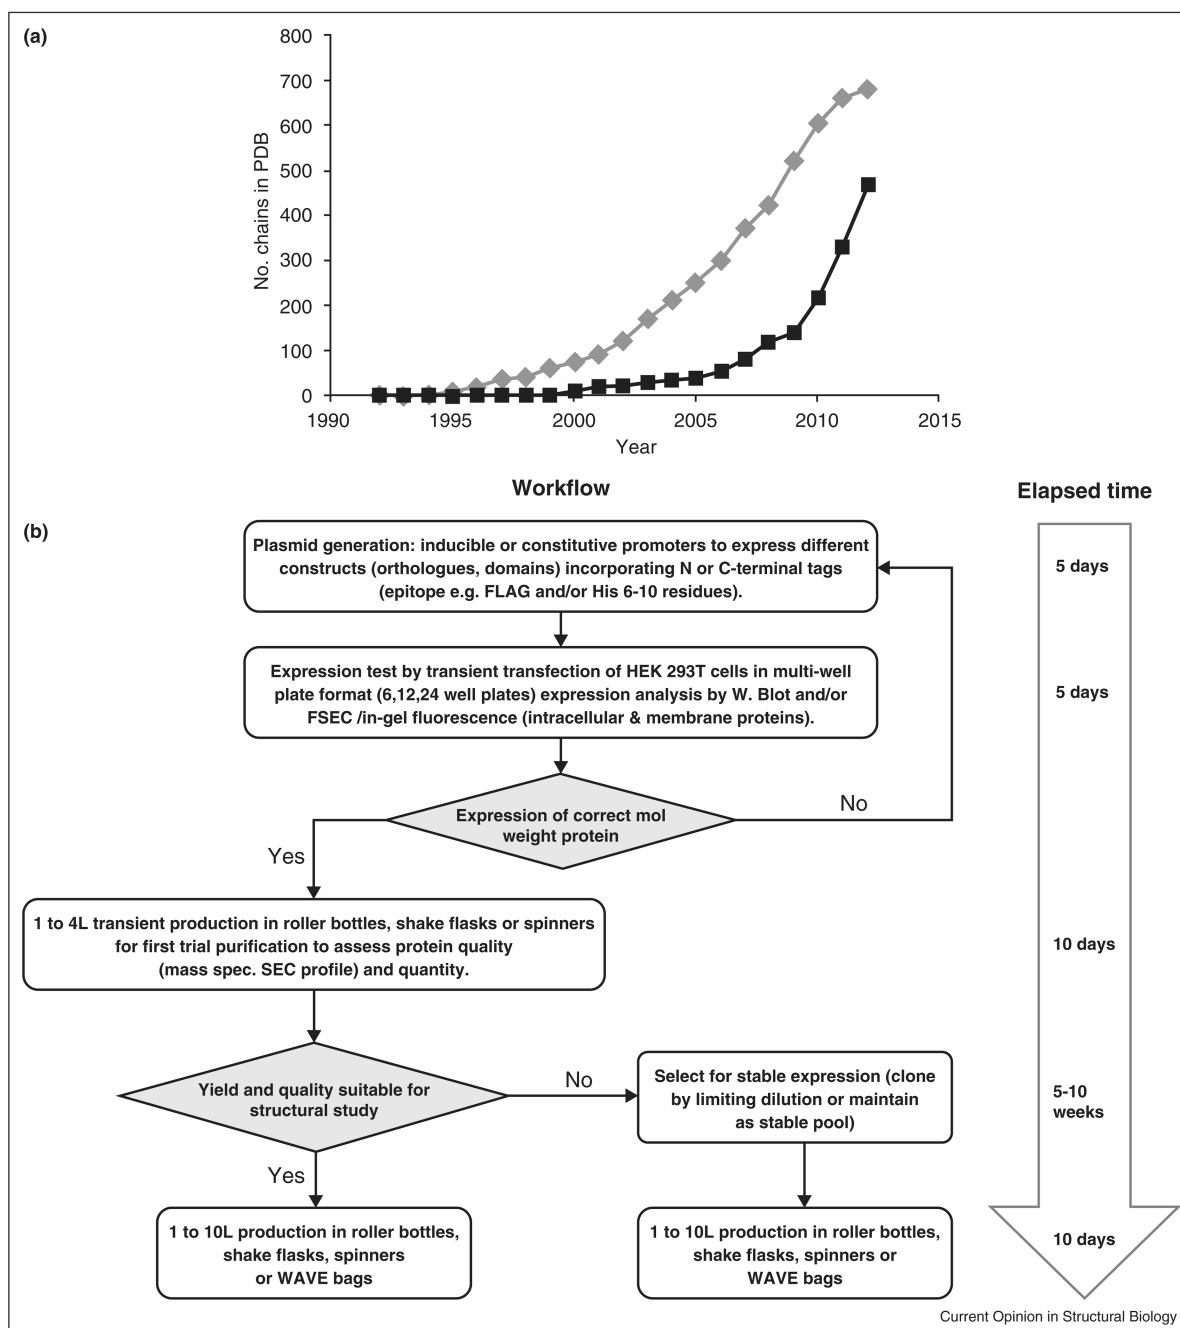 (a)
800
700
600
500
400
300
200
100
0
No. chains in PDB
1990 1995 2000 2005 2010 2015
Year
Workflow
Elapsed time
(b)
Plasmid generation: inducible or constitutive promoters to express different
constructs (orthologues, domains) incorporating N or C-terminal tags
(epitope e.g. FLAG and/or His 6-10 residues).
5 days
Expression test by transient transfection of HEK 293T cells in multi-well
plate format (6,12,24 well plates) expression analysis by W. Blot and/or
FSEC /in-gel fluorescence (intracellular & membrane proteins).
5 days
Expression of correct mol
weight protein
No
Yes
1 to 4L transient production in roller bottles, shake flasks or spinners
for first trial purification to assess protein quality
(mass spec. SEC profile) and quantity.
10 days
Yield and quality suitable for
structural study
No
Select for stable expression (clone
by limiting dilution or maintain
as stable pool)
5-10
weeks
Yes
1 to 10L production in roller bottles,
shake flasks, spinners
or WAVE bags
1 to 10L production in roller bottles,
shake flasks, spinners or
WAVE bags
10 days
Current Opinion in Structural Biology